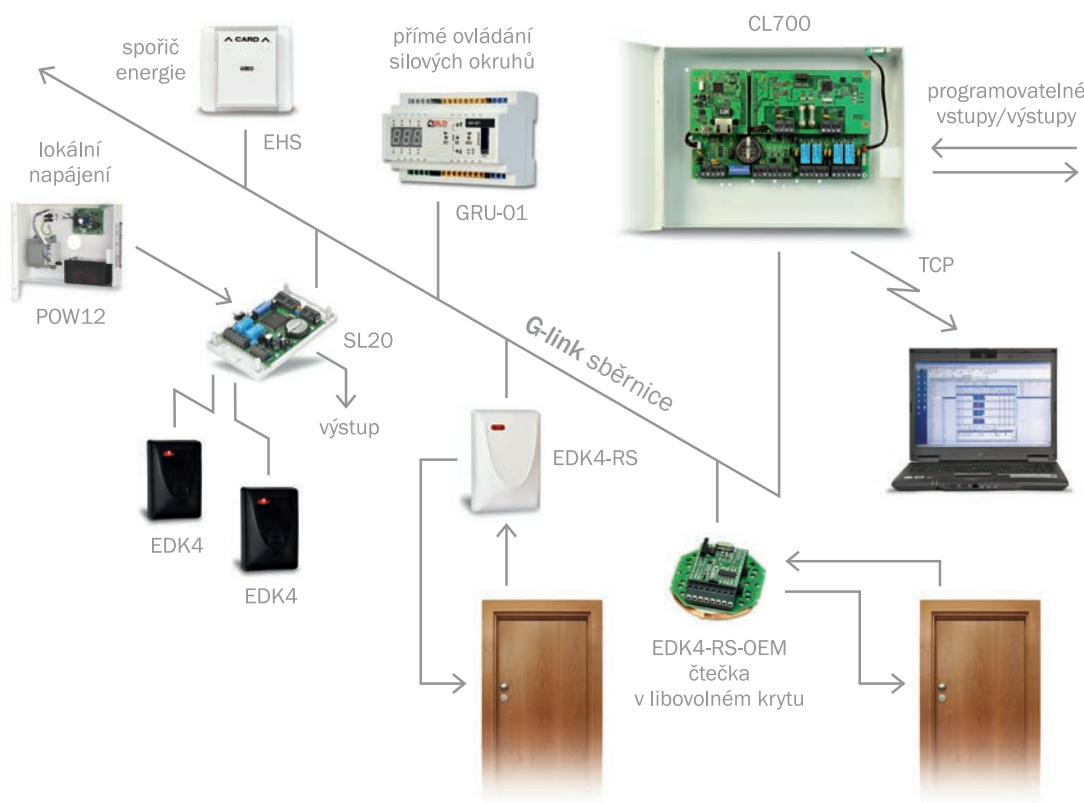 CL700
spořič
energie
^ CARD ^
přímé ovládání
silových okruhů
programovatelné
vstupy/výstupy
EHS
lokální
napájení
GRU-01
TCP
POW12
SL20
G-link sběrnice
výstup
EDK4-RS
EDK4
EDK4
EDK4-RS-OEM
čtečka
v libovolném krytu